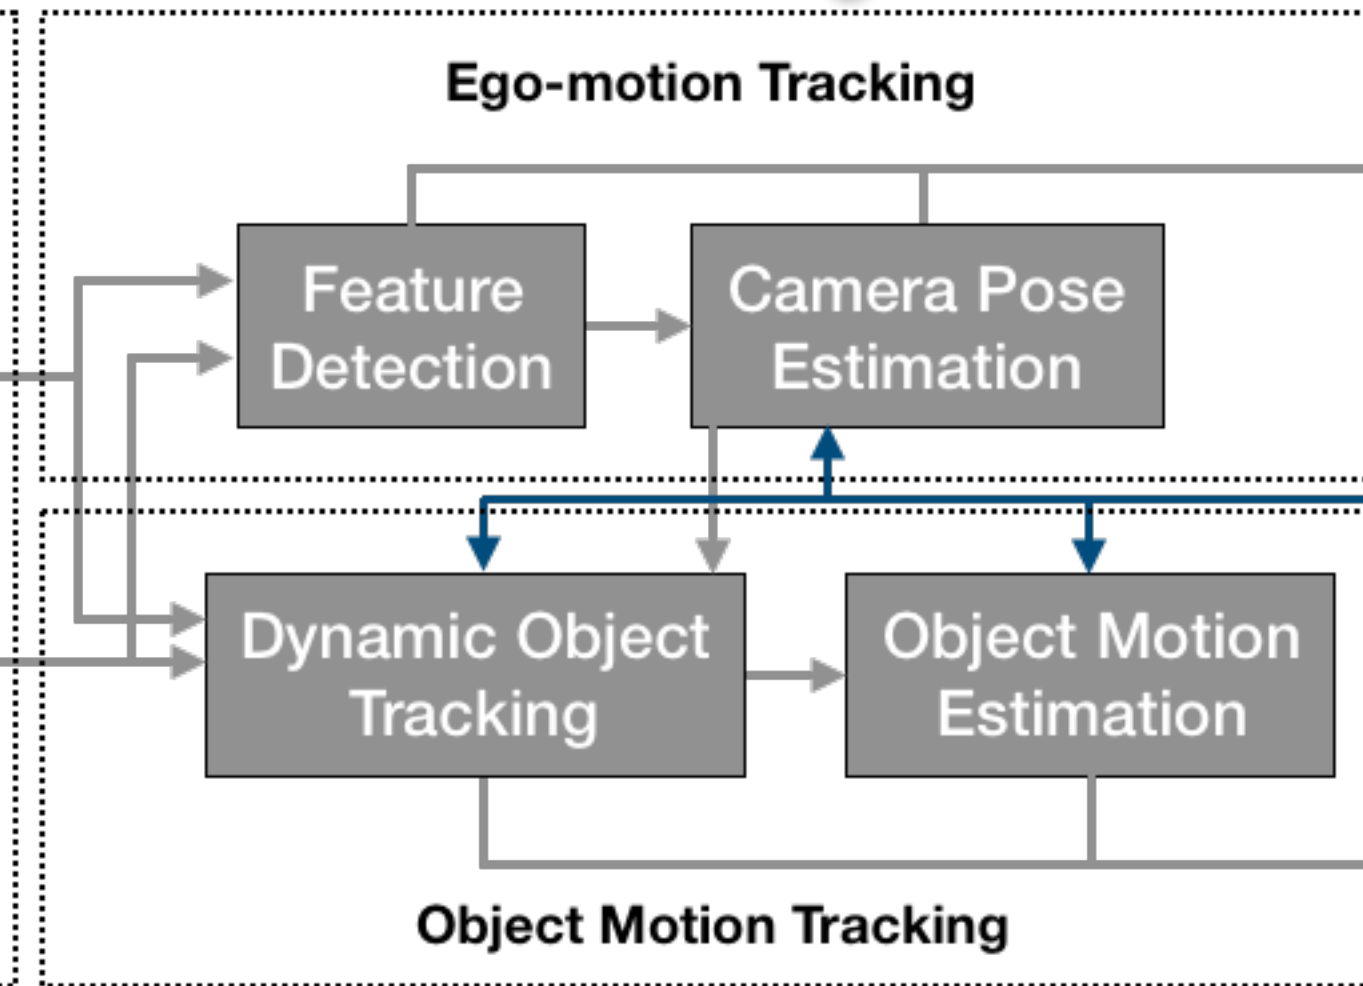 Ego-motion Tracking
Feature
Detection
Camera Pose
Estimation
Dynamic Object
Tracking
Object Motion
Estimation
Object Motion Tracking